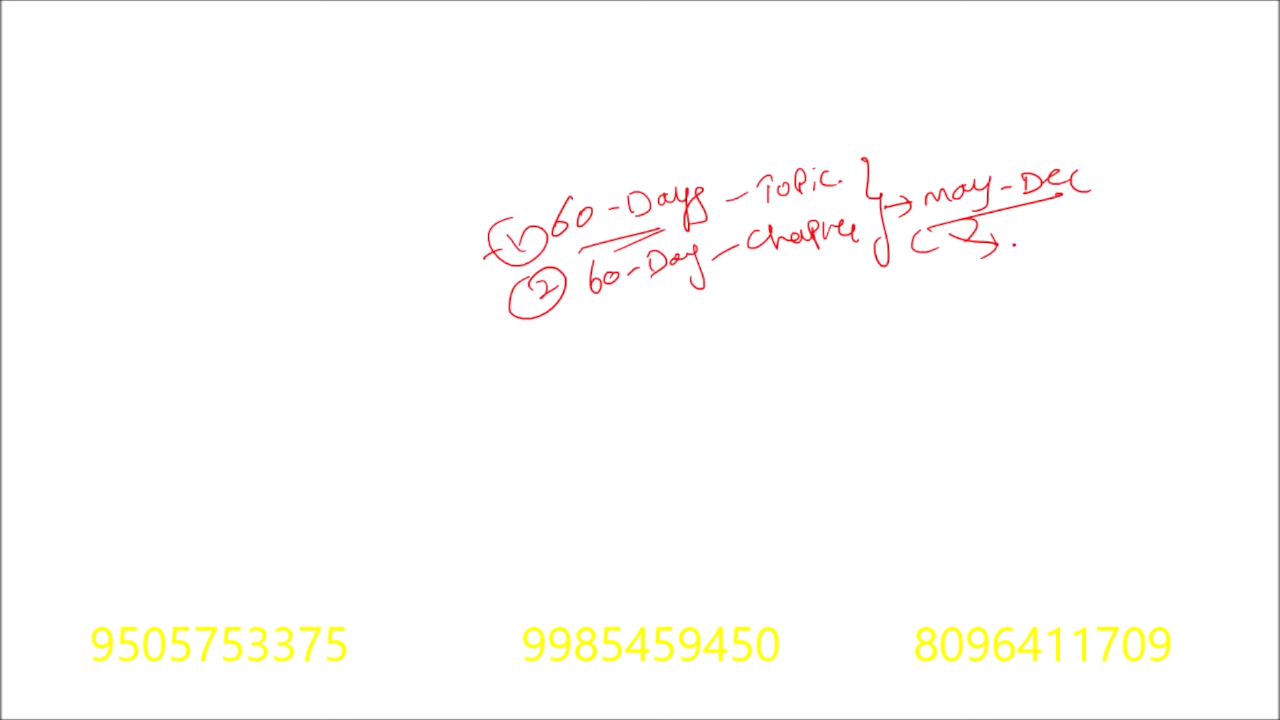 ① 60 - Days - Topic. } → May - Dec
② 60 - Day - Chapter
9505753375 9985459450 8096411709